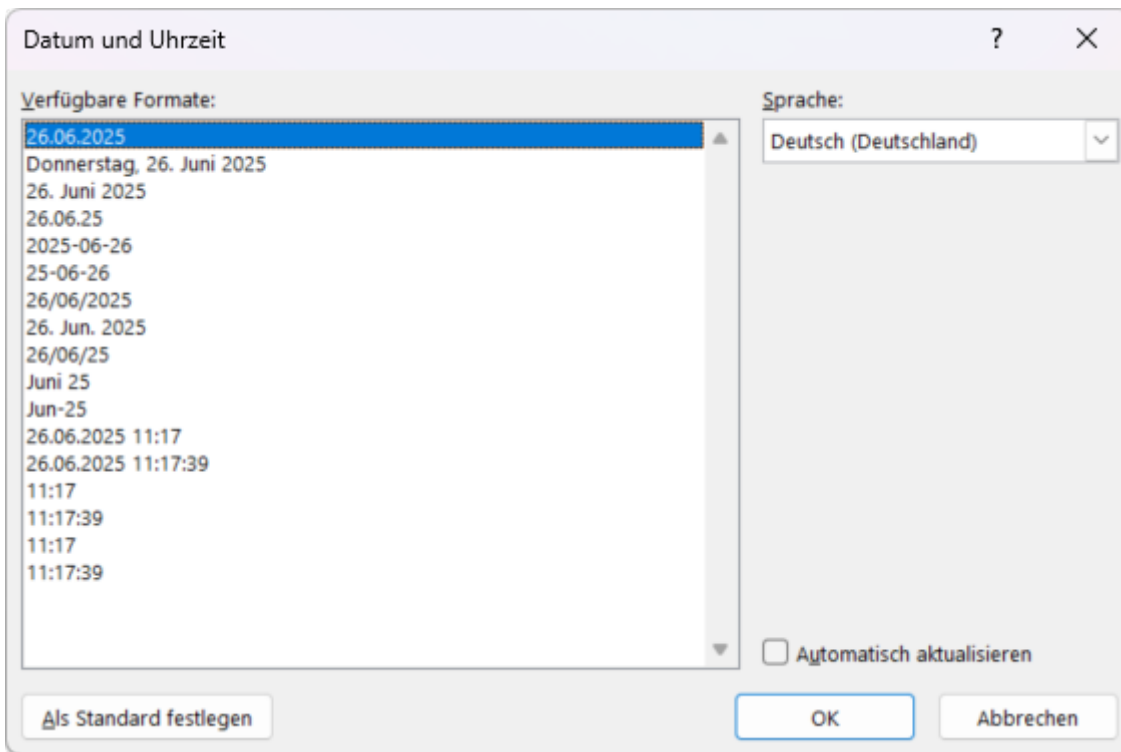 Datum und Uhrzeit
Verfügbare Formate:
26.06.2025
Donnerstag, 26. Juni 2025
26. Juni 2025
26.06.25
2025-06-26
25-06-26
26/06/2025
26. Jun. 2025
26/06/25
Juni 25
Jun-25
26.06.2025 11:17
26.06.2025 11:17:39
11:17
11:17:39
11:17
11:17:39
Sprache:
Deutsch (Deutschland)
Automatisch aktualisieren
Als Standard festlegen
OK
Abbrechen